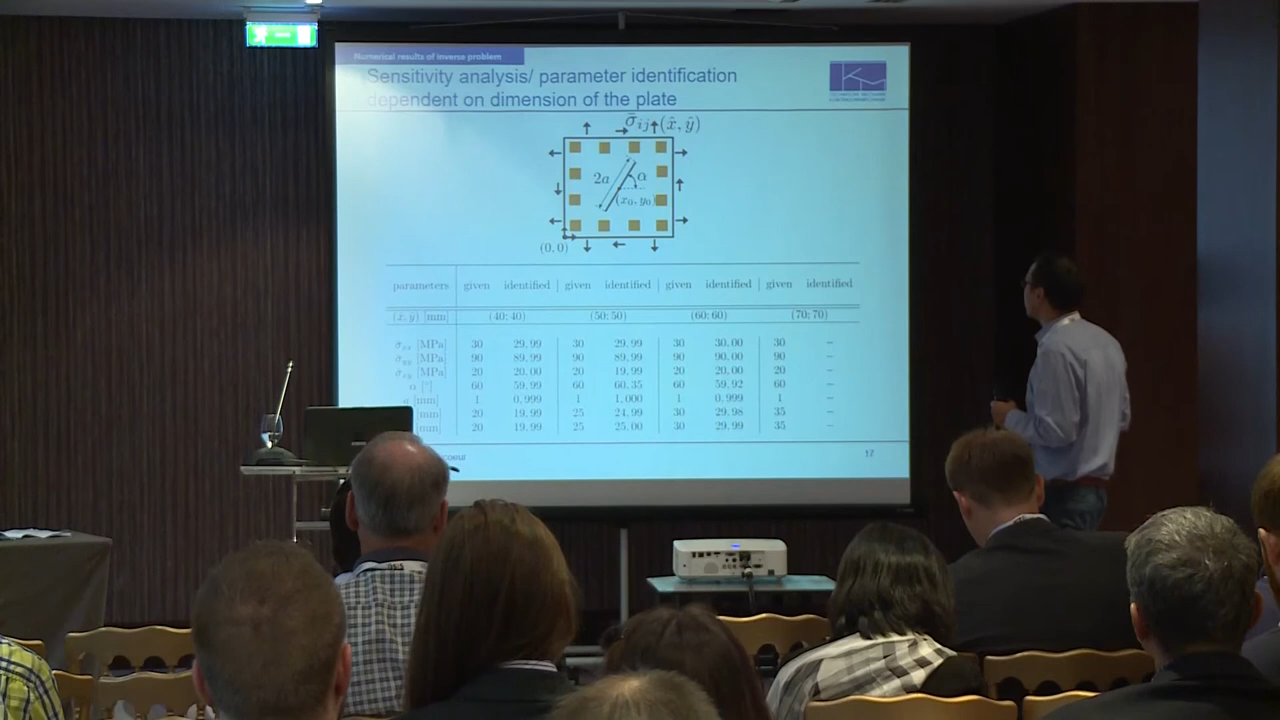 Numerical results of inverse problem
Sensitivity analysis/ parameter identification
dependent on dimension of the plate
σ̄ij(x̂, ŷ)
2a
α
(x₀, y₀)
(0, 0)
parameters given identified given identified given identified given identified
(x, y) [mm] (40; 40) (50; 50) (60; 60) (70; 70)
[MPa] 30 29.99 30 29.99 30 30.00 30 –
[MPa] 90 89.99 90 89.99 90 90.00 90 –
[MPa] 20 20.00 20 19.99 20 20.00 20 –
α [°] 60 59.99 60 60.35 60 59.92 60 –
a [mm] 1 0.999 1 1.000 1 0.999 1 –
[mm] 20 19.99 25 24.99 30 29.98 35 –
[mm] 20 19.99 25 25.00 30 29.99 35 –
coeur
17